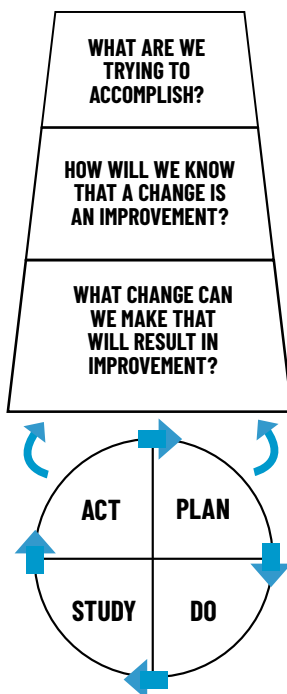 WHAT ARE WE
TRYING TO
ACCOMPLISH?
HOW WILL WE KNOW
THAT A CHANGE IS
AN IMPROVEMENT?
WHAT CHANGE CAN
WE MAKE THAT
WILL RESULT IN
IMPROVEMENT?
ACT
PLAN
STUDY
DO